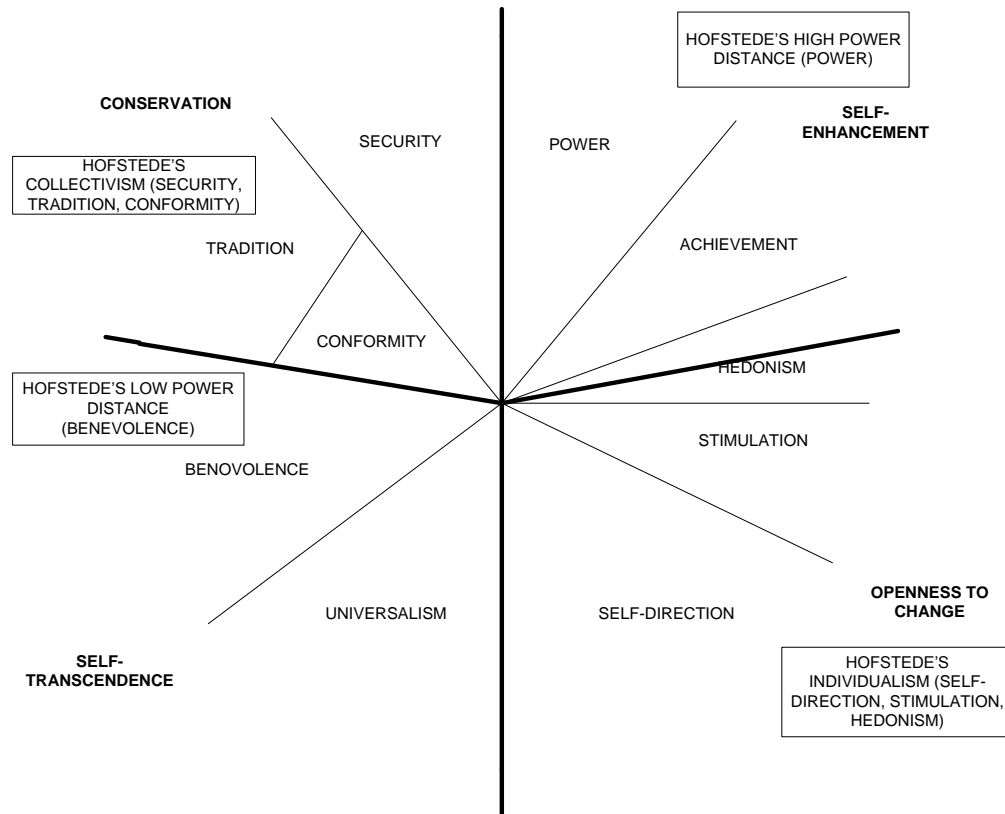 HOFSTEDE'S HIGH POWER
DISTANCE (POWER)
CONSERVATION
SELF-
ENHANCEMENT
SECURITY
POWER
HOFSTEDE'S
COLLECTIVISM (SECURITY,
TRADITION, CONFORMITY)
TRADITION
ACHIEVEMENT
CONFORMITY
HEDONISM
HOFSTEDE'S LOW POWER
DISTANCE
(BENEVOLENCE)
STIMULATION
BENOVOLENCE
OPENNESS TO
CHANGE
UNIVERSALISM
SELF-DIRECTION
SELF-
TRANSCENDENCE
HOFSTEDE'S
INDIVIDUALISM (SELF-
DIRECTION, STIMULATION,
HEDONISM)